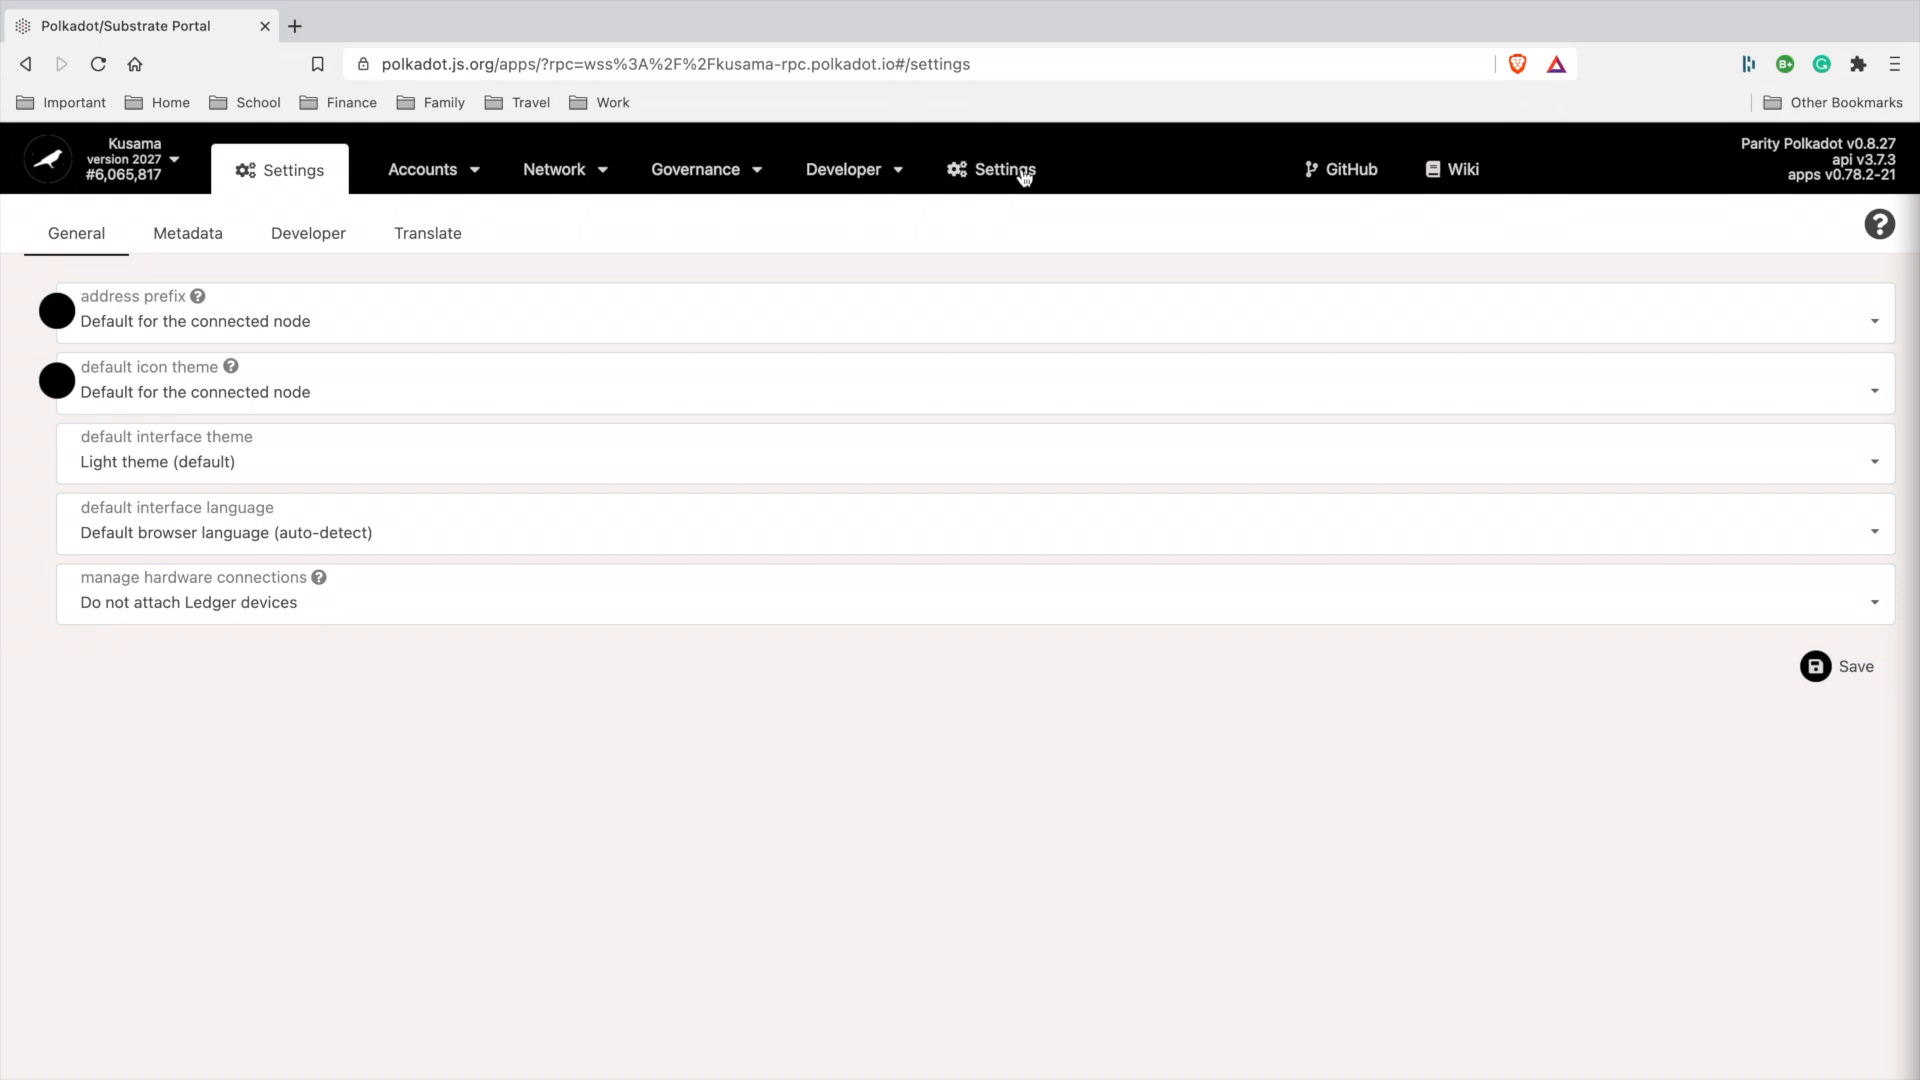 Polkadot/Substrate Portal
polkadot.js.org/apps/?rpc=wss%3A%2F%2Fkusama-rpc.polkadot.io#/settings
Important Home School Finance Family Travel Work Other Bookmarks
Kusama
version 2027
#6,065,817
Settings Accounts Network Governance Developer Settings GitHub Wiki
Parity Polkadot v0.8.27
api v3.7.3
apps v0.78.2-21
General Metadata Developer Translate
address prefix
Default for the connected node
default icon theme
Default for the connected node
default interface theme
Light theme (default)
default interface language
Default browser language (auto-detect)
manage hardware connections
Do not attach Ledger devices
Save